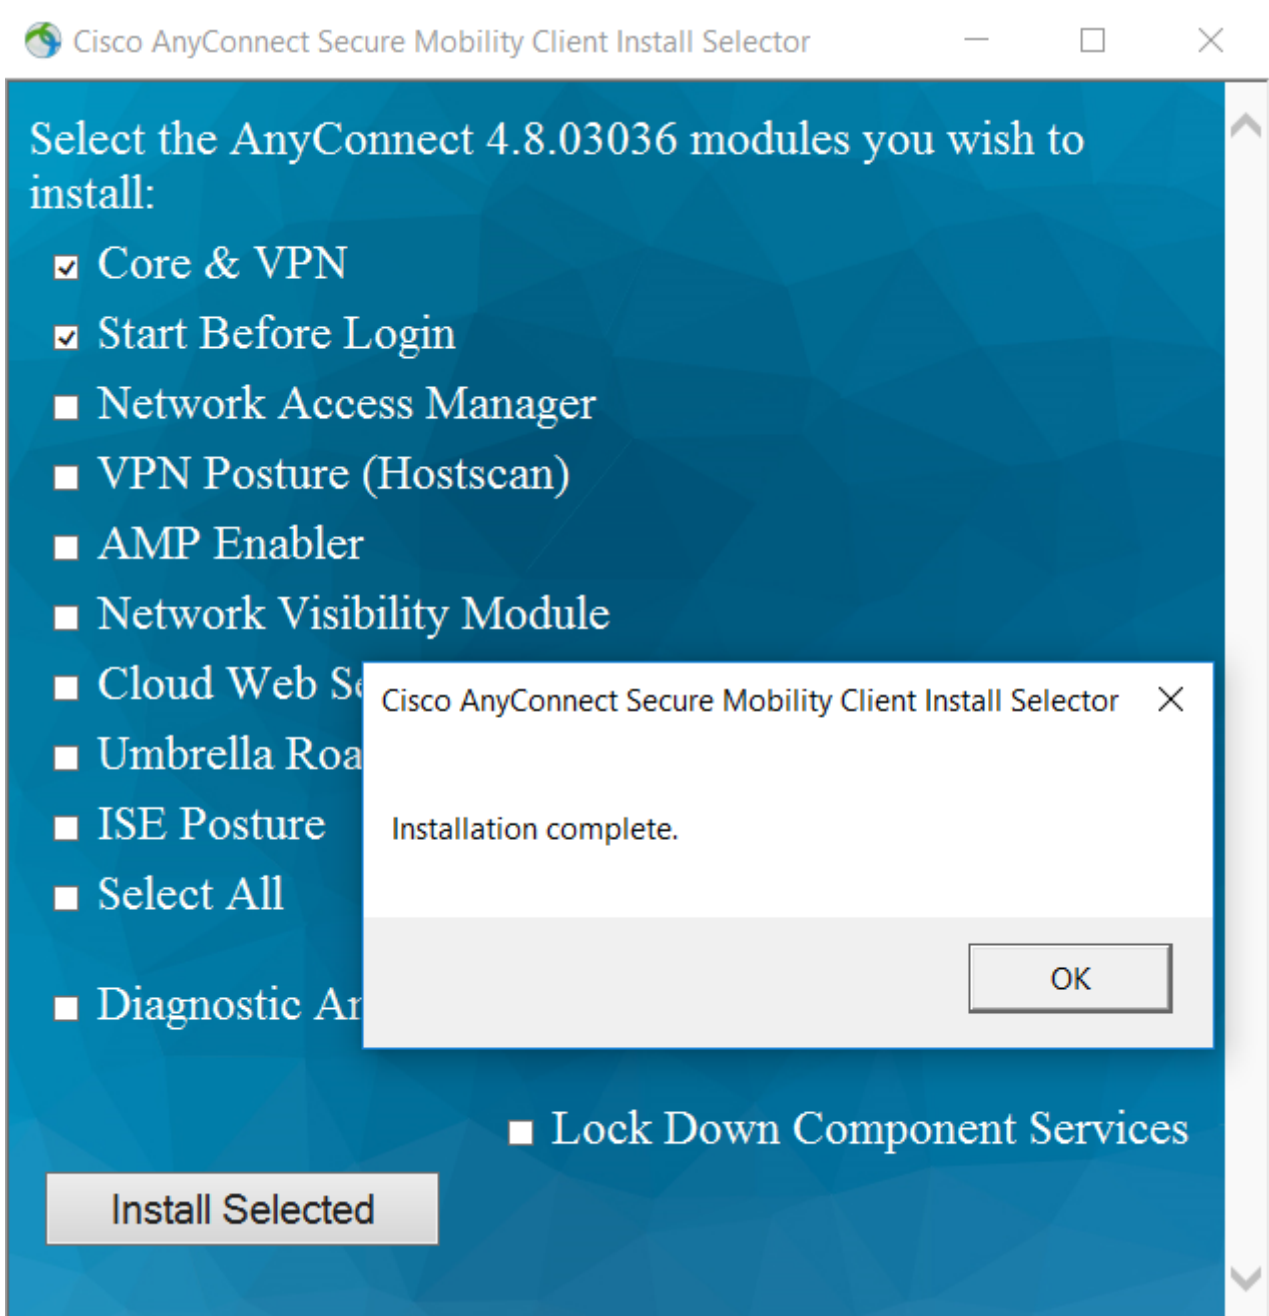 Cisco AnyConnect Secure Mobility Client Install Selector
Select the AnyConnect 4.8.03036 modules you wish to
install:
Core & VPN
Start Before Login
Network Access Manager
VPN Posture (Hostscan)
AMP Enabler
Network Visibility Module
Cloud Web
Umbrella
ISE Posture
Select All
Diagnostic
Cisco AnyConnect Secure Mobility Client Install Selector
Installation complete.
OK
Lock Down Component Services
Install Selected